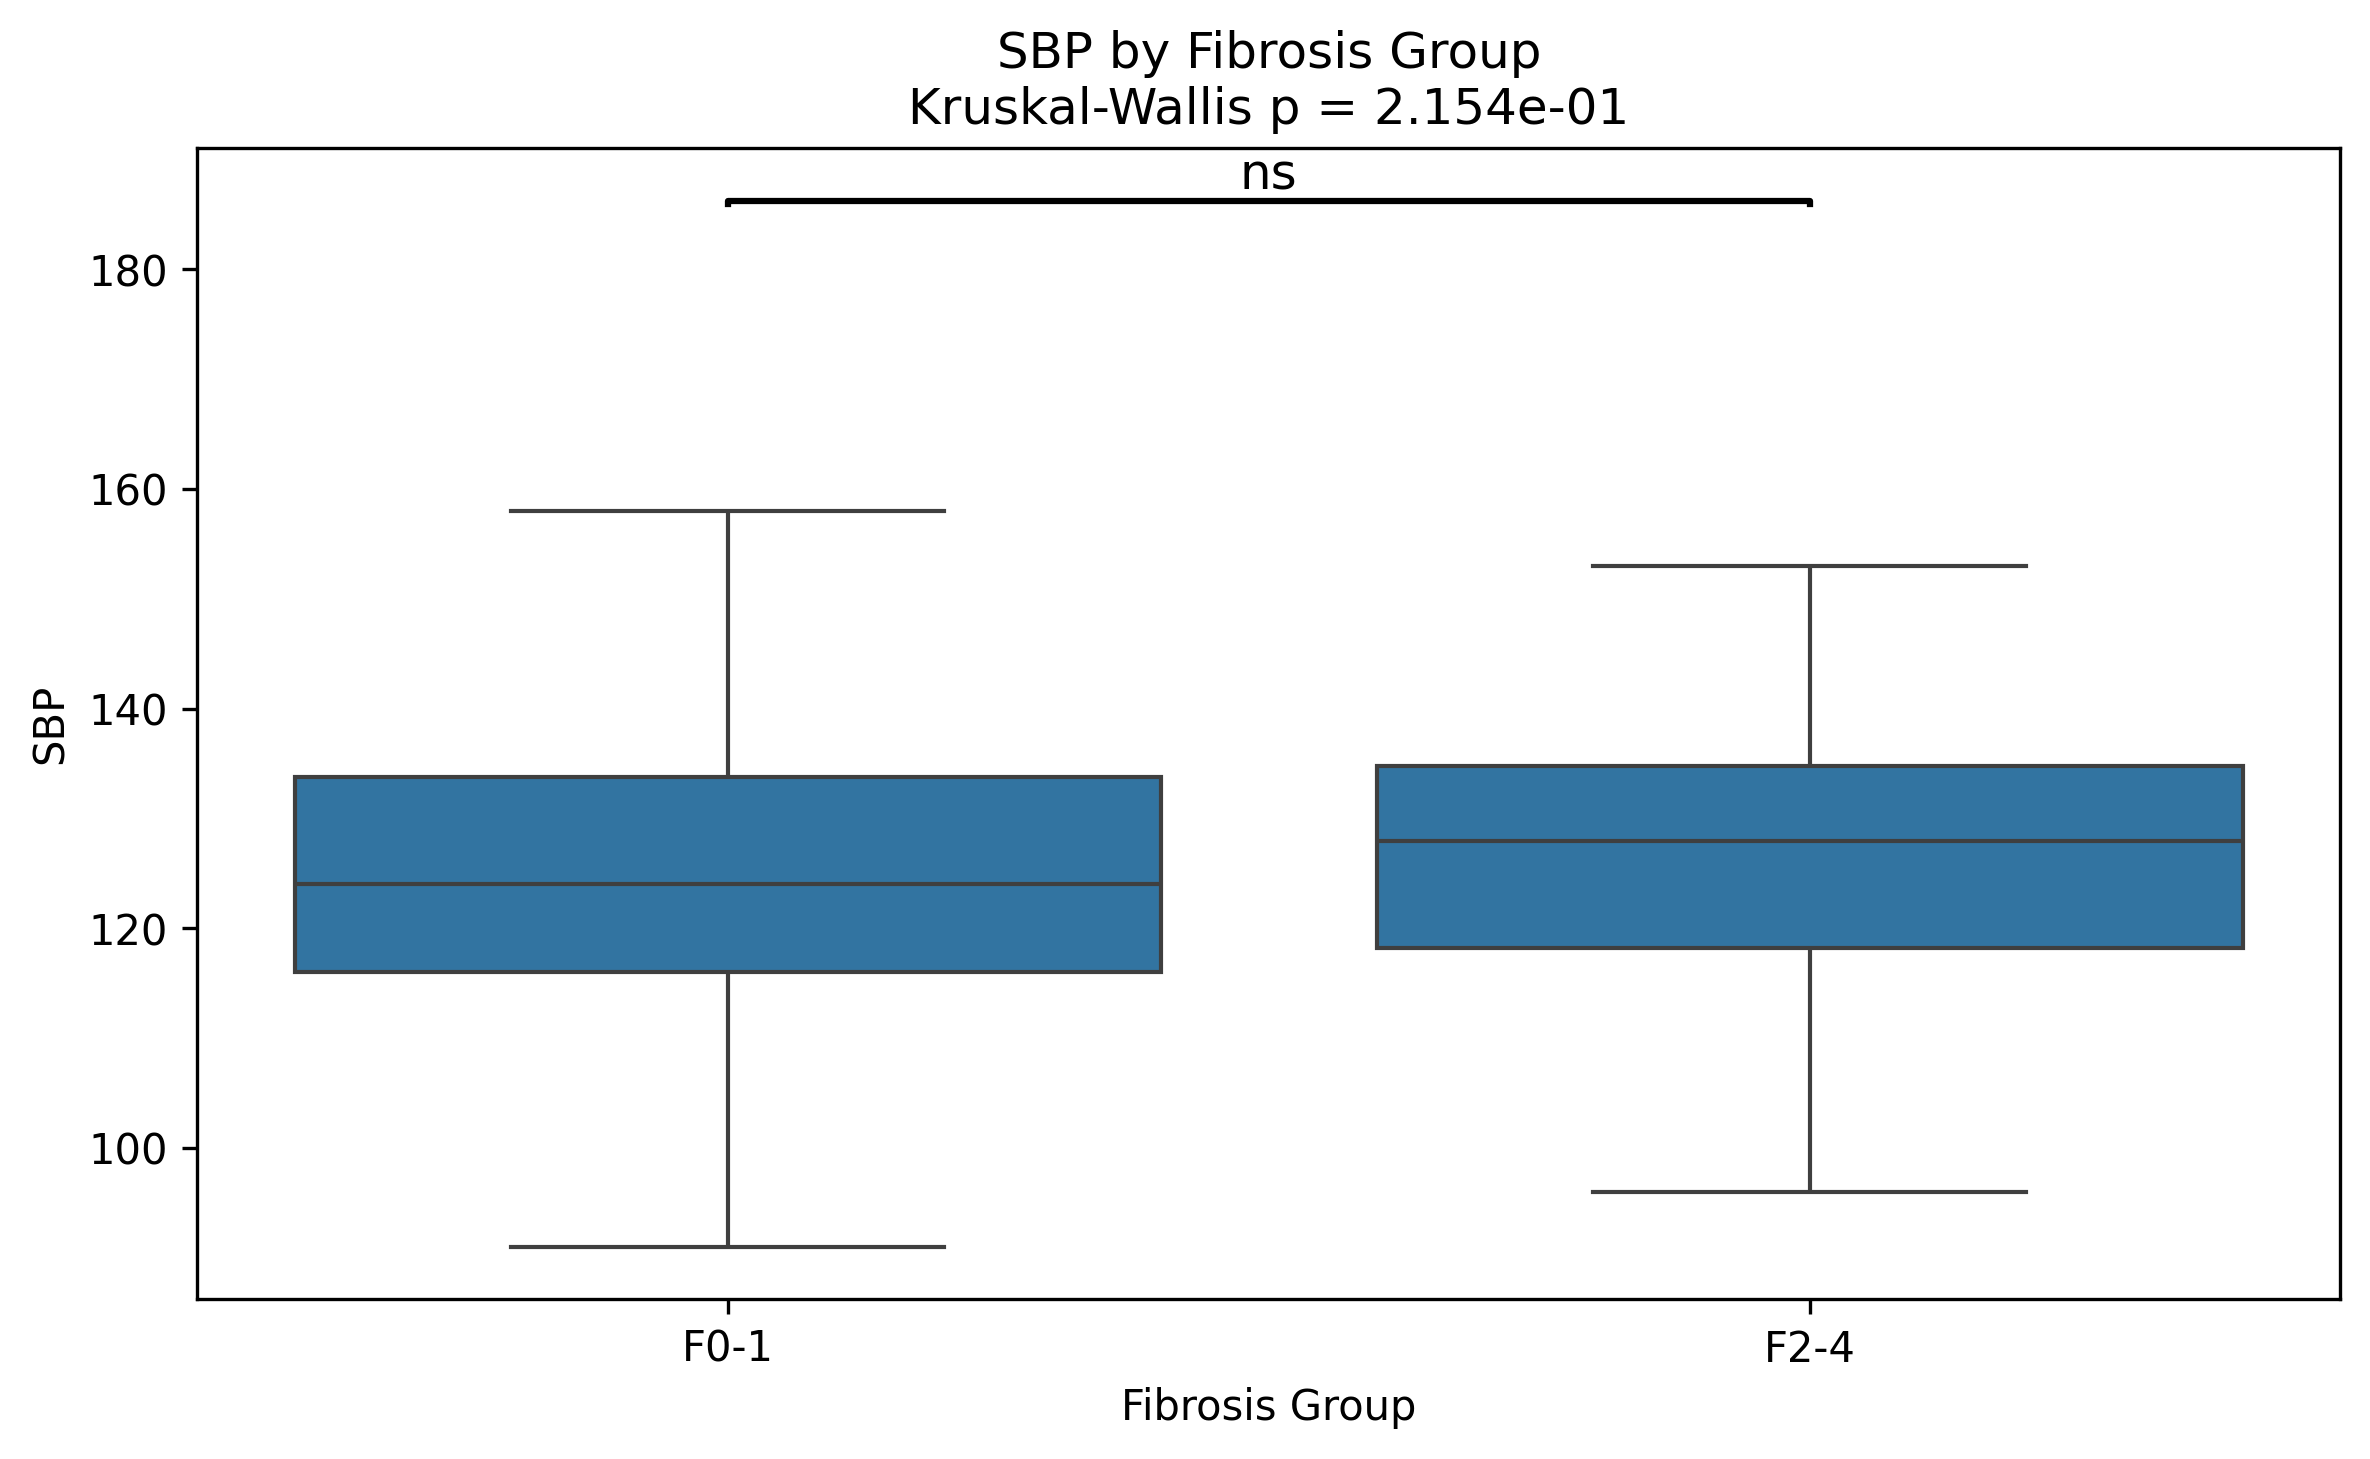 SBP by Fibrosis Group
Kruskal-Wallis p = 2.154e-01
ns
180
160
140
120
100
SBP
F0-1
F2-4
Fibrosis Group